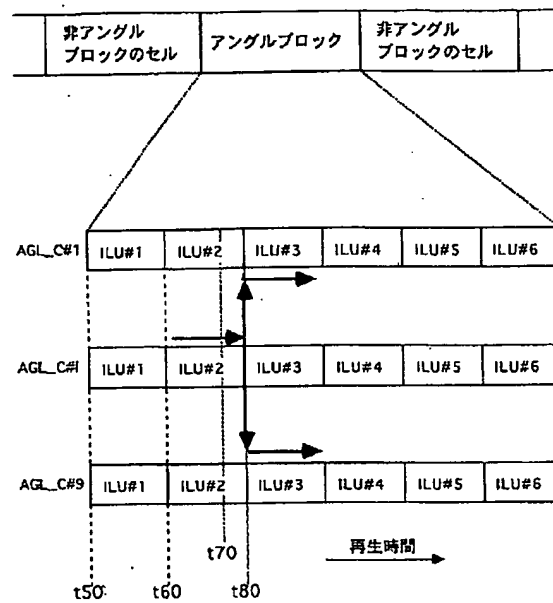 非アングル
ブロックのセル
アングルブロック
非アングル
ブロックのセル
AGL_C#1 ILU#1 ILU#2 ILU#3 ILU#4 ILU#5 ILU#6
AGL_C#i ILU#1 ILU#2 ILU#3 ILU#4 ILU#5 ILU#6
AGL_C#9 ILU#1 ILU#2 ILU#3 ILU#4 ILU#5 ILU#6
t70 再生時間
t50 t60 t80